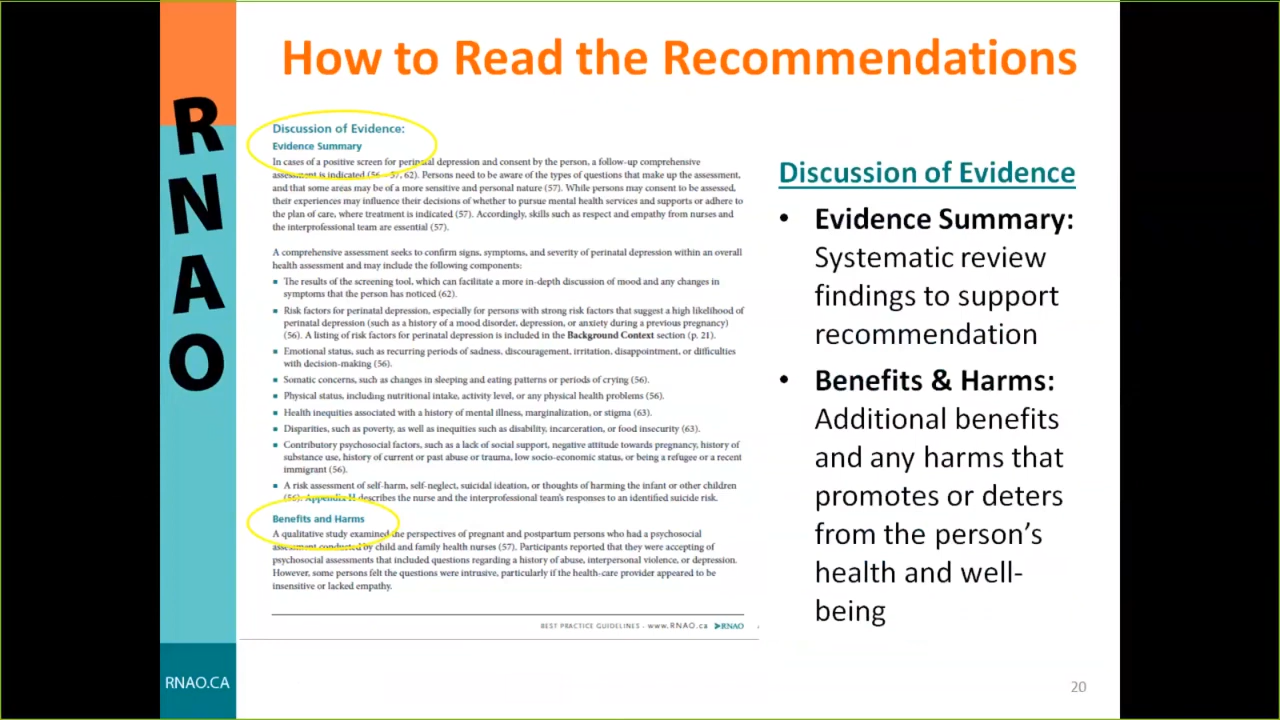 How to Read the Recommendations
RNAO
Discussion of Evidence:
Evidence Summary
In cases of a positive screen for perinatal depression and consent by the person, a follow-up comprehensive
assessment is indicated (56 – 57, 62). Persons need to be aware of the types of questions that make up the assessment,
and that some areas may be of a more sensitive and personal nature (57). While persons may consent to be assessed,
their experiences may influence their decisions of whether to pursue mental health services and supports or adhere to
the plan of care, where treatment is indicated (57). Accordingly, skills such as respect and empathy from nurses and
the interprofessional team are essential (57).
A comprehensive assessment seeks to confirm signs, symptoms, and severity of perinatal depression within an overall
health assessment and may include the following components:
▪ The results of the screening tool, which can facilitate a more in-depth discussion of mood and any changes in
symptoms that the person has noticed (62).
▪ Risk factors for perinatal depression, especially for persons with strong risk factors that suggest a high likelihood of
perinatal depression (such as a history of a mood disorder, depression, or anxiety during a previous pregnancy)
(56). A listing of risk factors for perinatal depression is included in the Background Context section (p. 21).
▪ Emotional status, such as recurring periods of sadness, discouragement, irritation, disappointment, or difficulties
with decision-making (56).
▪ Somatic concerns, such as changes in sleeping and eating patterns or periods of crying (56).
▪ Physical status, including nutritional intake, activity level, or any physical health problems (56).
▪ Health inequities associated with a history of mental illness, marginalization, or stigma (63).
▪ Disparities, such as poverty, as well as inequities such as disability, incarceration, or food insecurity (63).
▪ Contributory psychosocial factors, such as a lack of social support, negative attitude towards pregnancy, history of
substance use, history of current or past abuse or trauma, low socio-economic status, or being a refugee or a recent
immigrant (56).
▪ A risk assessment of self-harm, self-neglect, suicidal ideation, or thoughts of harming the infant or other children
(56). Appendix H describes the nurse and the interprofessional team's responses to an identified suicide risk.
Benefits and Harms
A qualitative study examined the perspectives of pregnant and postpartum persons who had a psychosocial
assessment conducted by child and family health nurses (57). Participants reported that they were accepting of
psychosocial assessments that included questions regarding a history of abuse, interpersonal violence, or depression.
However, some persons felt the questions were intrusive, particularly if the health-care provider appeared to be
insensitive or lacked empathy.
BEST PRACTICE GUIDELINES • www.RNAO.ca RNAO
Discussion of Evidence
• Evidence Summary:
Systematic review
findings to support
recommendation
• Benefits & Harms:
Additional benefits
and any harms that
promotes or deters
from the person's
health and well-
being
RNAO.CA
20